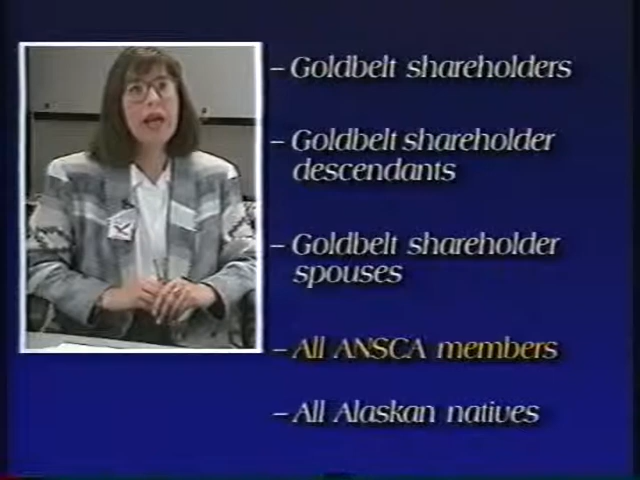 – Goldbelt shareholders
– Goldbelt shareholder
descendants
– Goldbelt shareholder
spouses
– All ANSCA members
– All Alaskan natives